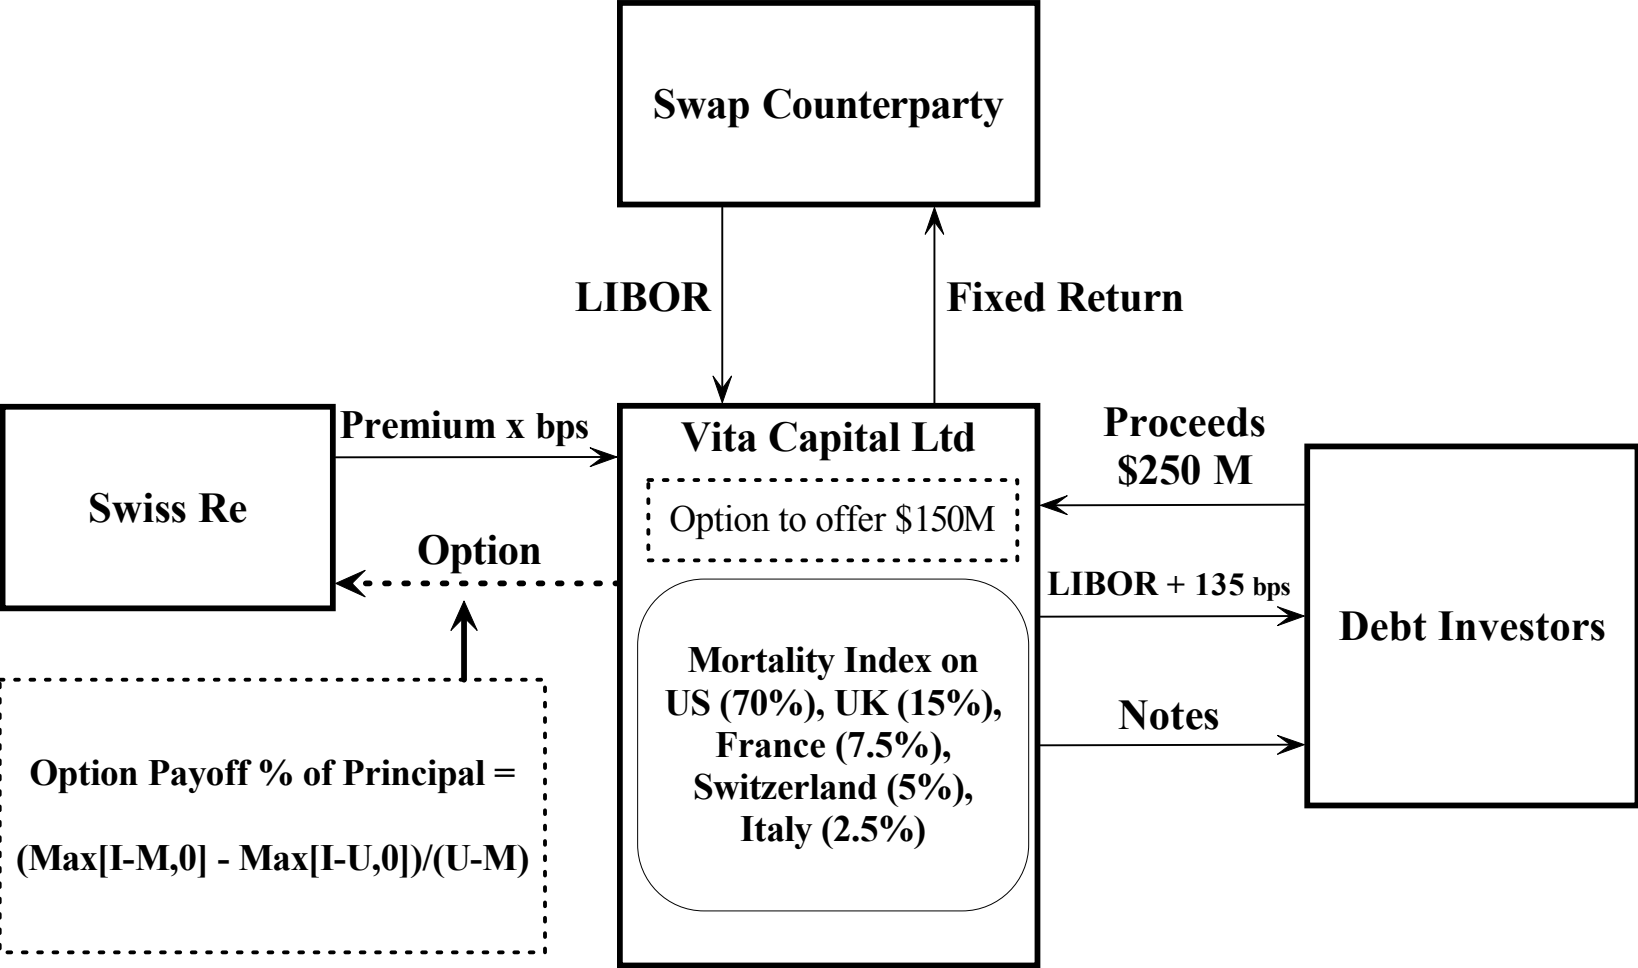 Swap Counterparty
LIBOR
Fixed Return
Swiss Re
Premium x bps
Option
Option Payoff % of Principal =
(Max[I-M,0] - Max[I-U,0])/(U-M)
Vita Capital Ltd
Option to offer $150M
Mortality Index on
US (70%), UK (15%),
France (7.5%),
Switzerland (5%),
Italy (2.5%)
Proceeds
$250 M
LIBOR + 135 bps
Notes
Debt Investors